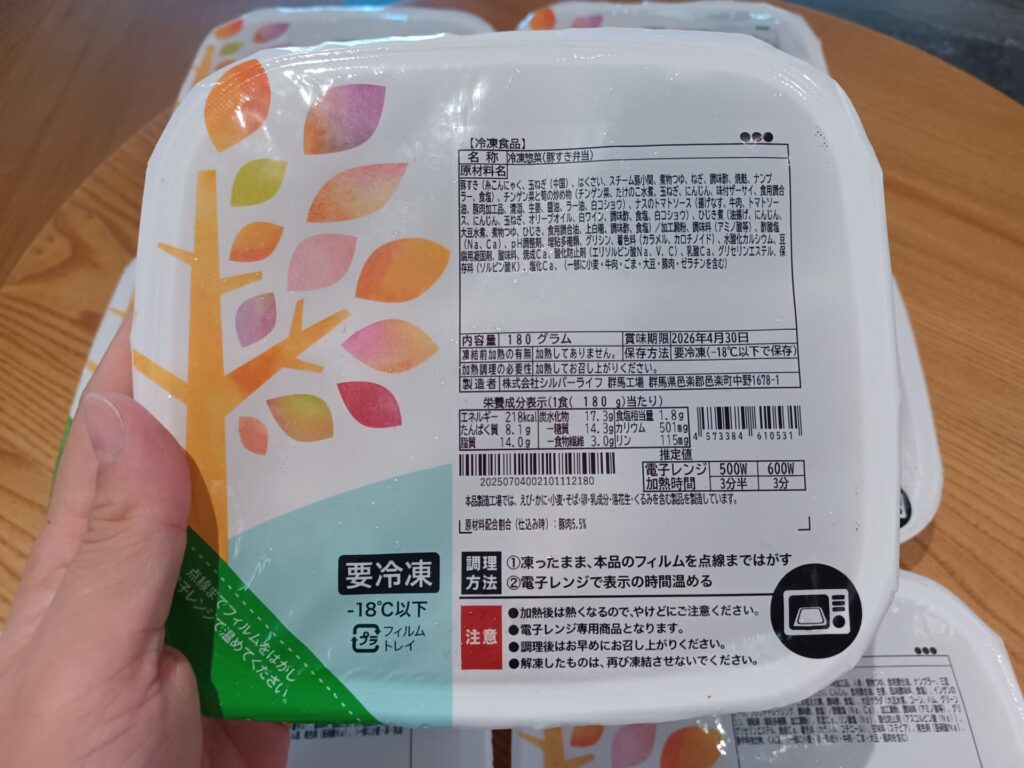 【冷凍食品】
名 称 冷凍惣菜(豚すき弁当)
原材料名
豚すき(糸こんにゃく、玉ねぎ(中国)、はくさい、スチーム豚小間、煮物つゆ、ねぎ、調味酢、焼麩、ナンプ
ラー、食塩)、チンゲン菜と筍の炒め物(チンゲン菜、たけのこ水煮、玉ねぎ、にんじん、味付ザーサイ、食用調合
油、豚肉加工品、清酒、生姜、醤油、ラー油、白コショウ)、ナスのトマトソース(揚げなす、牛肉、トマトソー
ス、にんじん、玉ねぎ、オリーブオイル、白ワイン、調味酢、食塩、白コショウ)、ひじき煮(油揚げ、にんじん、
大豆水煮、煮物つゆ、ひじき、食用調合油、上白糖、調味酢、食塩)/加工澱粉、調味料(アミノ酸等)、酢酸塩
(Na、Ca)、pH調整剤、増粘多糖類、グリシン、着色料(カラメル、カロチノイド)、水酸化カルシウム、豆
腐用凝固剤、酸味料、焼成Ca、酸化防止剤(エリソルビン酸Na、V.C)、乳酸Ca、グリセリンエステル、保
存料(ソルビン酸K)、塩化Ca、(一部に小麦・牛肉・ごま・大豆・豚肉・ゼラチンを含む)
内容量 180 グラム 賞味期限 2026年4月30日
凍結前加熱の有無 加熱してありません。 保存方法 要冷凍(-18℃以下で保存)
加熱調理の必要性 加熱してお召し上がりください。
製造者 株式会社シルバーライフ 群馬工場 群馬県邑楽郡邑楽町中野1678-1
栄養成分表示(1食( 180 g)当たり)
エネルギー 218kcal 炭水化物 17.3g 食塩相当量 1.8g
たんぱく質 8.1g －糖質 14.3g カリウム 501mg
脂質 14.0g －食物繊維 3.0g リン 115mg
4 573384 610531
推定値
20250704002101112180
電子レンジ 500W 600W
加熱時間 3分半 3分
本品製造工場では、えび・かに・小麦・そば・卵・乳成分・落花生・くるみを含む製品を製造しています。
原材料配合割合(仕込み時):豚肉5.5%
要冷凍
-18℃以下
プラ
フィルム
トレイ
調理
方法
①凍ったまま、本品のフィルムを点線まではがす
②電子レンジで表示の時間温める
注意
●加熱後は熱くなるので、やけどにご注意ください。
●電子レンジ専用商品となります。
●調理後はお早めにお召し上がりください。
●解凍したものは、再び凍結させないでください。
点線までフィルムをはがし
電子レンジで温めてください。